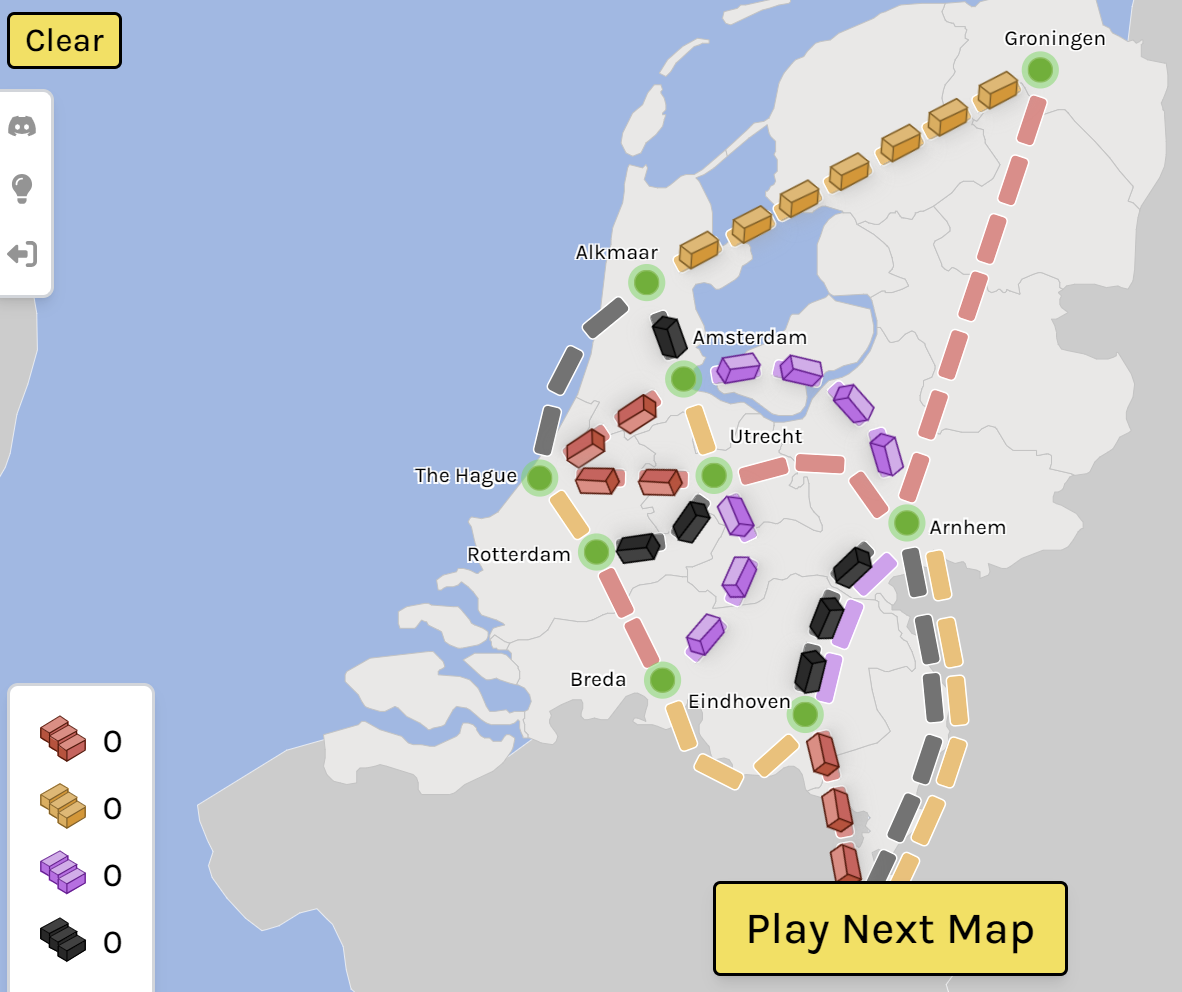 Clear
Groningen
Alkmaar
Amsterdam
Utrecht
The Hague
Arnhem
Rotterdam
Breda
Eindhoven
0
0
0
0
Play Next Map